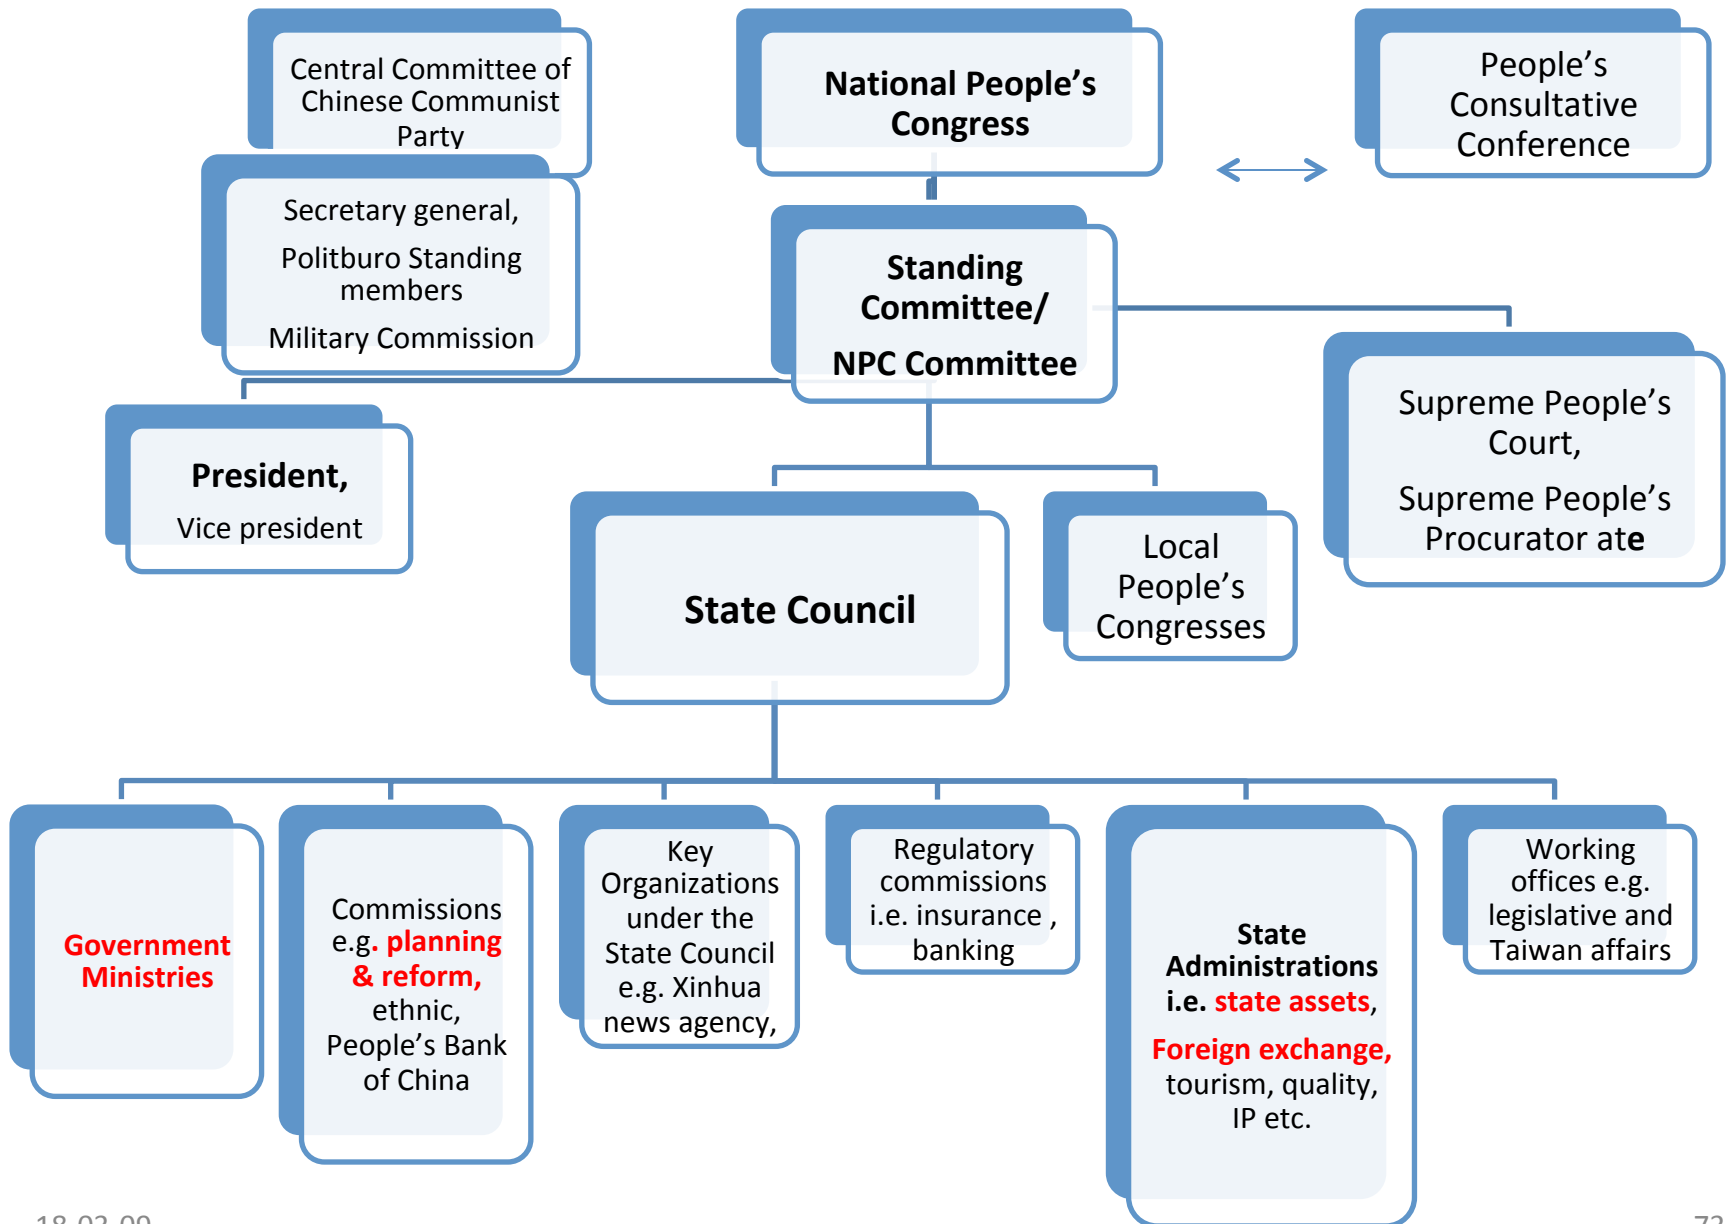 Central Committee of
Chinese Communist
Party
National People’s
Congress
People’s
Consultative
Conference
Secretary general,
Politburo Standing
members
Military Commission
Standing
Committee/
NPC Committee
Supreme People’s
Court,
Supreme People’s
Procurator ate
President,
Vice president
State Council
Local
People’s
Congresses
Government
Ministries
Commissions
e.g. planning
& reform,
ethnic,
People’s Bank
of China
Key
Organizations
under the
State Council
e.g. Xinhua
news agency,
Regulatory
commissions
i.e. insurance ,
banking
State
Administrations
i.e. state assets,
Foreign exchange,
tourism, quality,
IP etc.
Working
offices e.g.
legislative and
Taiwan affairs